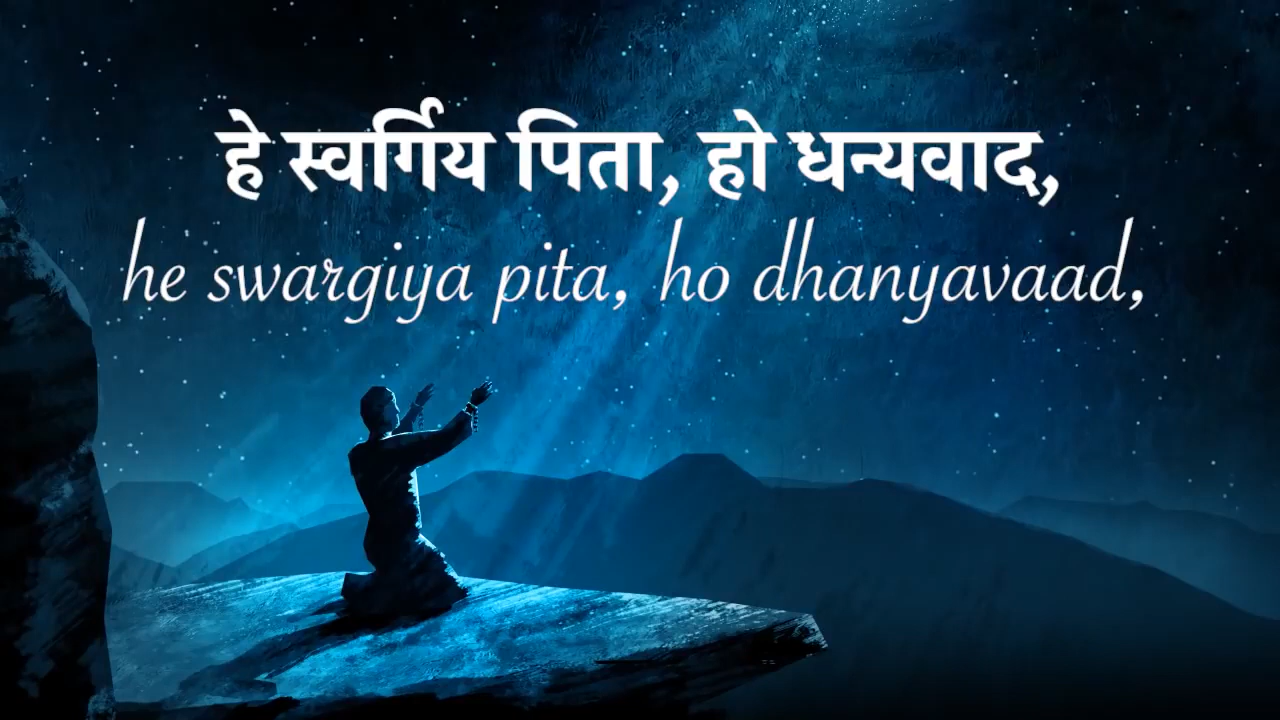 हे स्वर्गिय पिता, हो धन्यवाद,
he swargiya pita, ho dhanyavaad,